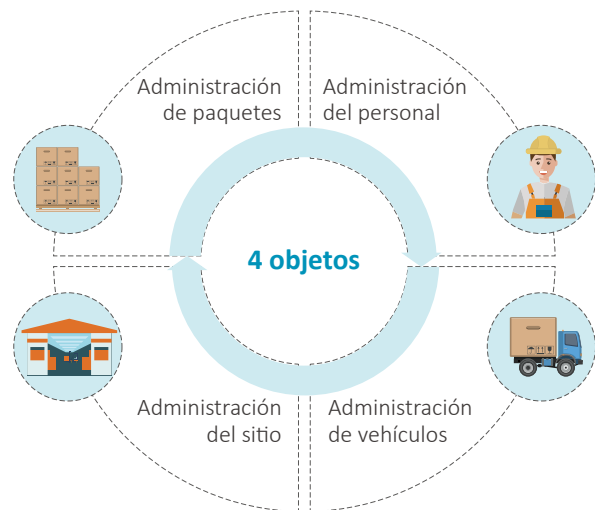 Administración
de paquetes
Administración
del personal
4 objetos
Administración
del sitio
Administración
de vehículos